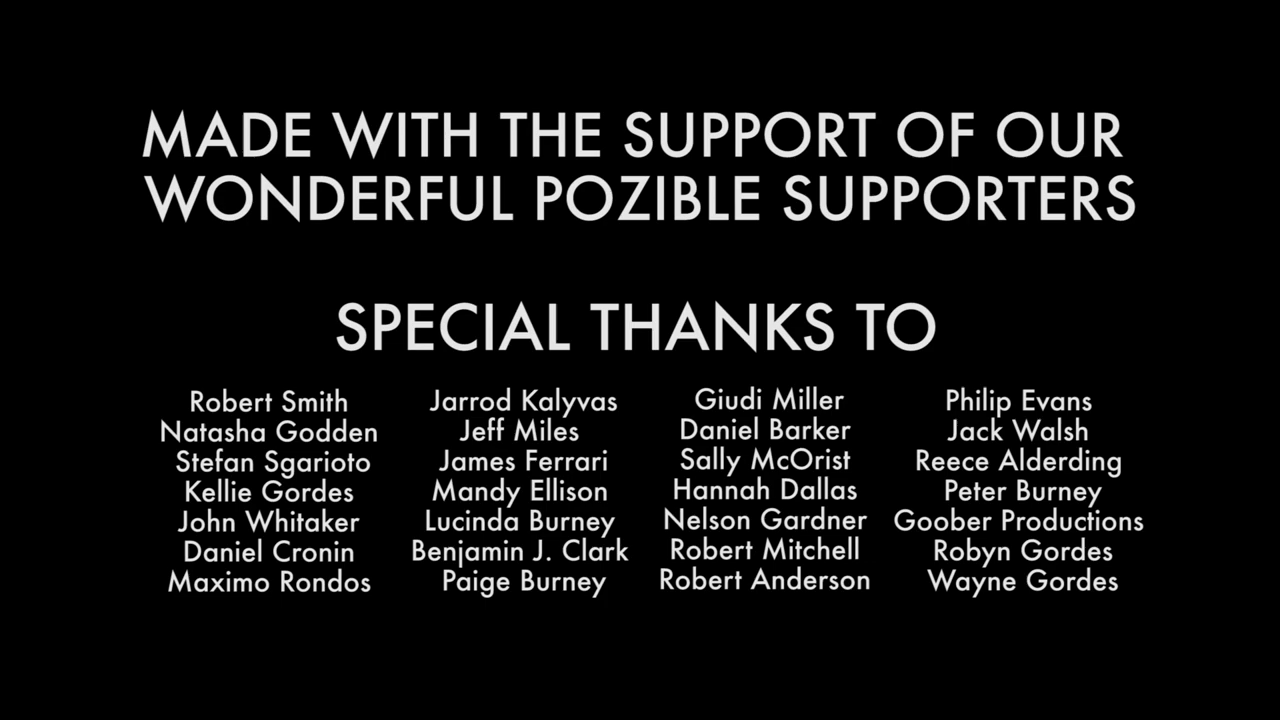 MADE WITH THE SUPPORT OF OUR
WONDERFUL POZIBLE SUPPORTERS
SPECIAL THANKS TO
Robert Smith
Natasha Godden
Stefan Sgarioto
Kellie Gordes
John Whitaker
Daniel Cronin
Maximo Rondos
Jarrod Kalyvas
Jeff Miles
James Ferrari
Mandy Ellison
Lucinda Burney
Benjamin J. Clark
Paige Burney
Giudi Miller
Daniel Barker
Sally McOrist
Hannah Dallas
Nelson Gardner
Robert Mitchell
Robert Anderson
Philip Evans
Jack Walsh
Reece Alderding
Peter Burney
Goober Productions
Robyn Gordes
Wayne Gordes